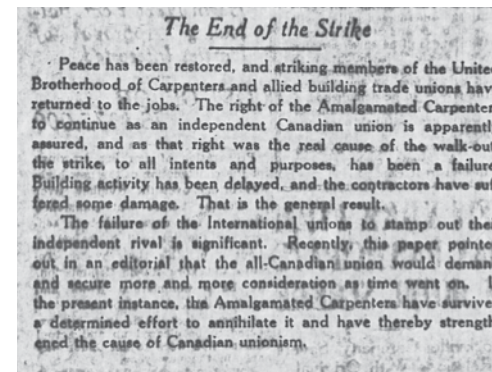 The End of the Strike
Peace has been restored, and striking members of the United
Brotherhood of Carpenters and allied building trade unions hav
returned to the jobs. The right of the Amalgamated Carpenter
to continue as an independent Canadian union is apparentl
assured, and as that right was the real cause of the walk-out
the strike, to all intents and purposes, has been a failure
Building activity has been delayed, and the contractors have suf
fered some damage. That is the general result.
The failure of the International unions to stamp out thei
independent rival is significant. Recently, this paper pointe
out in an editorial that the all-Canadian union would deman
and secure more and more consideration as time went on. I
the present instance, the Amalgamated Carpenters have survive
a determined effort to annihilate it and have thereby strength
ened the cause of Canadian unionism.